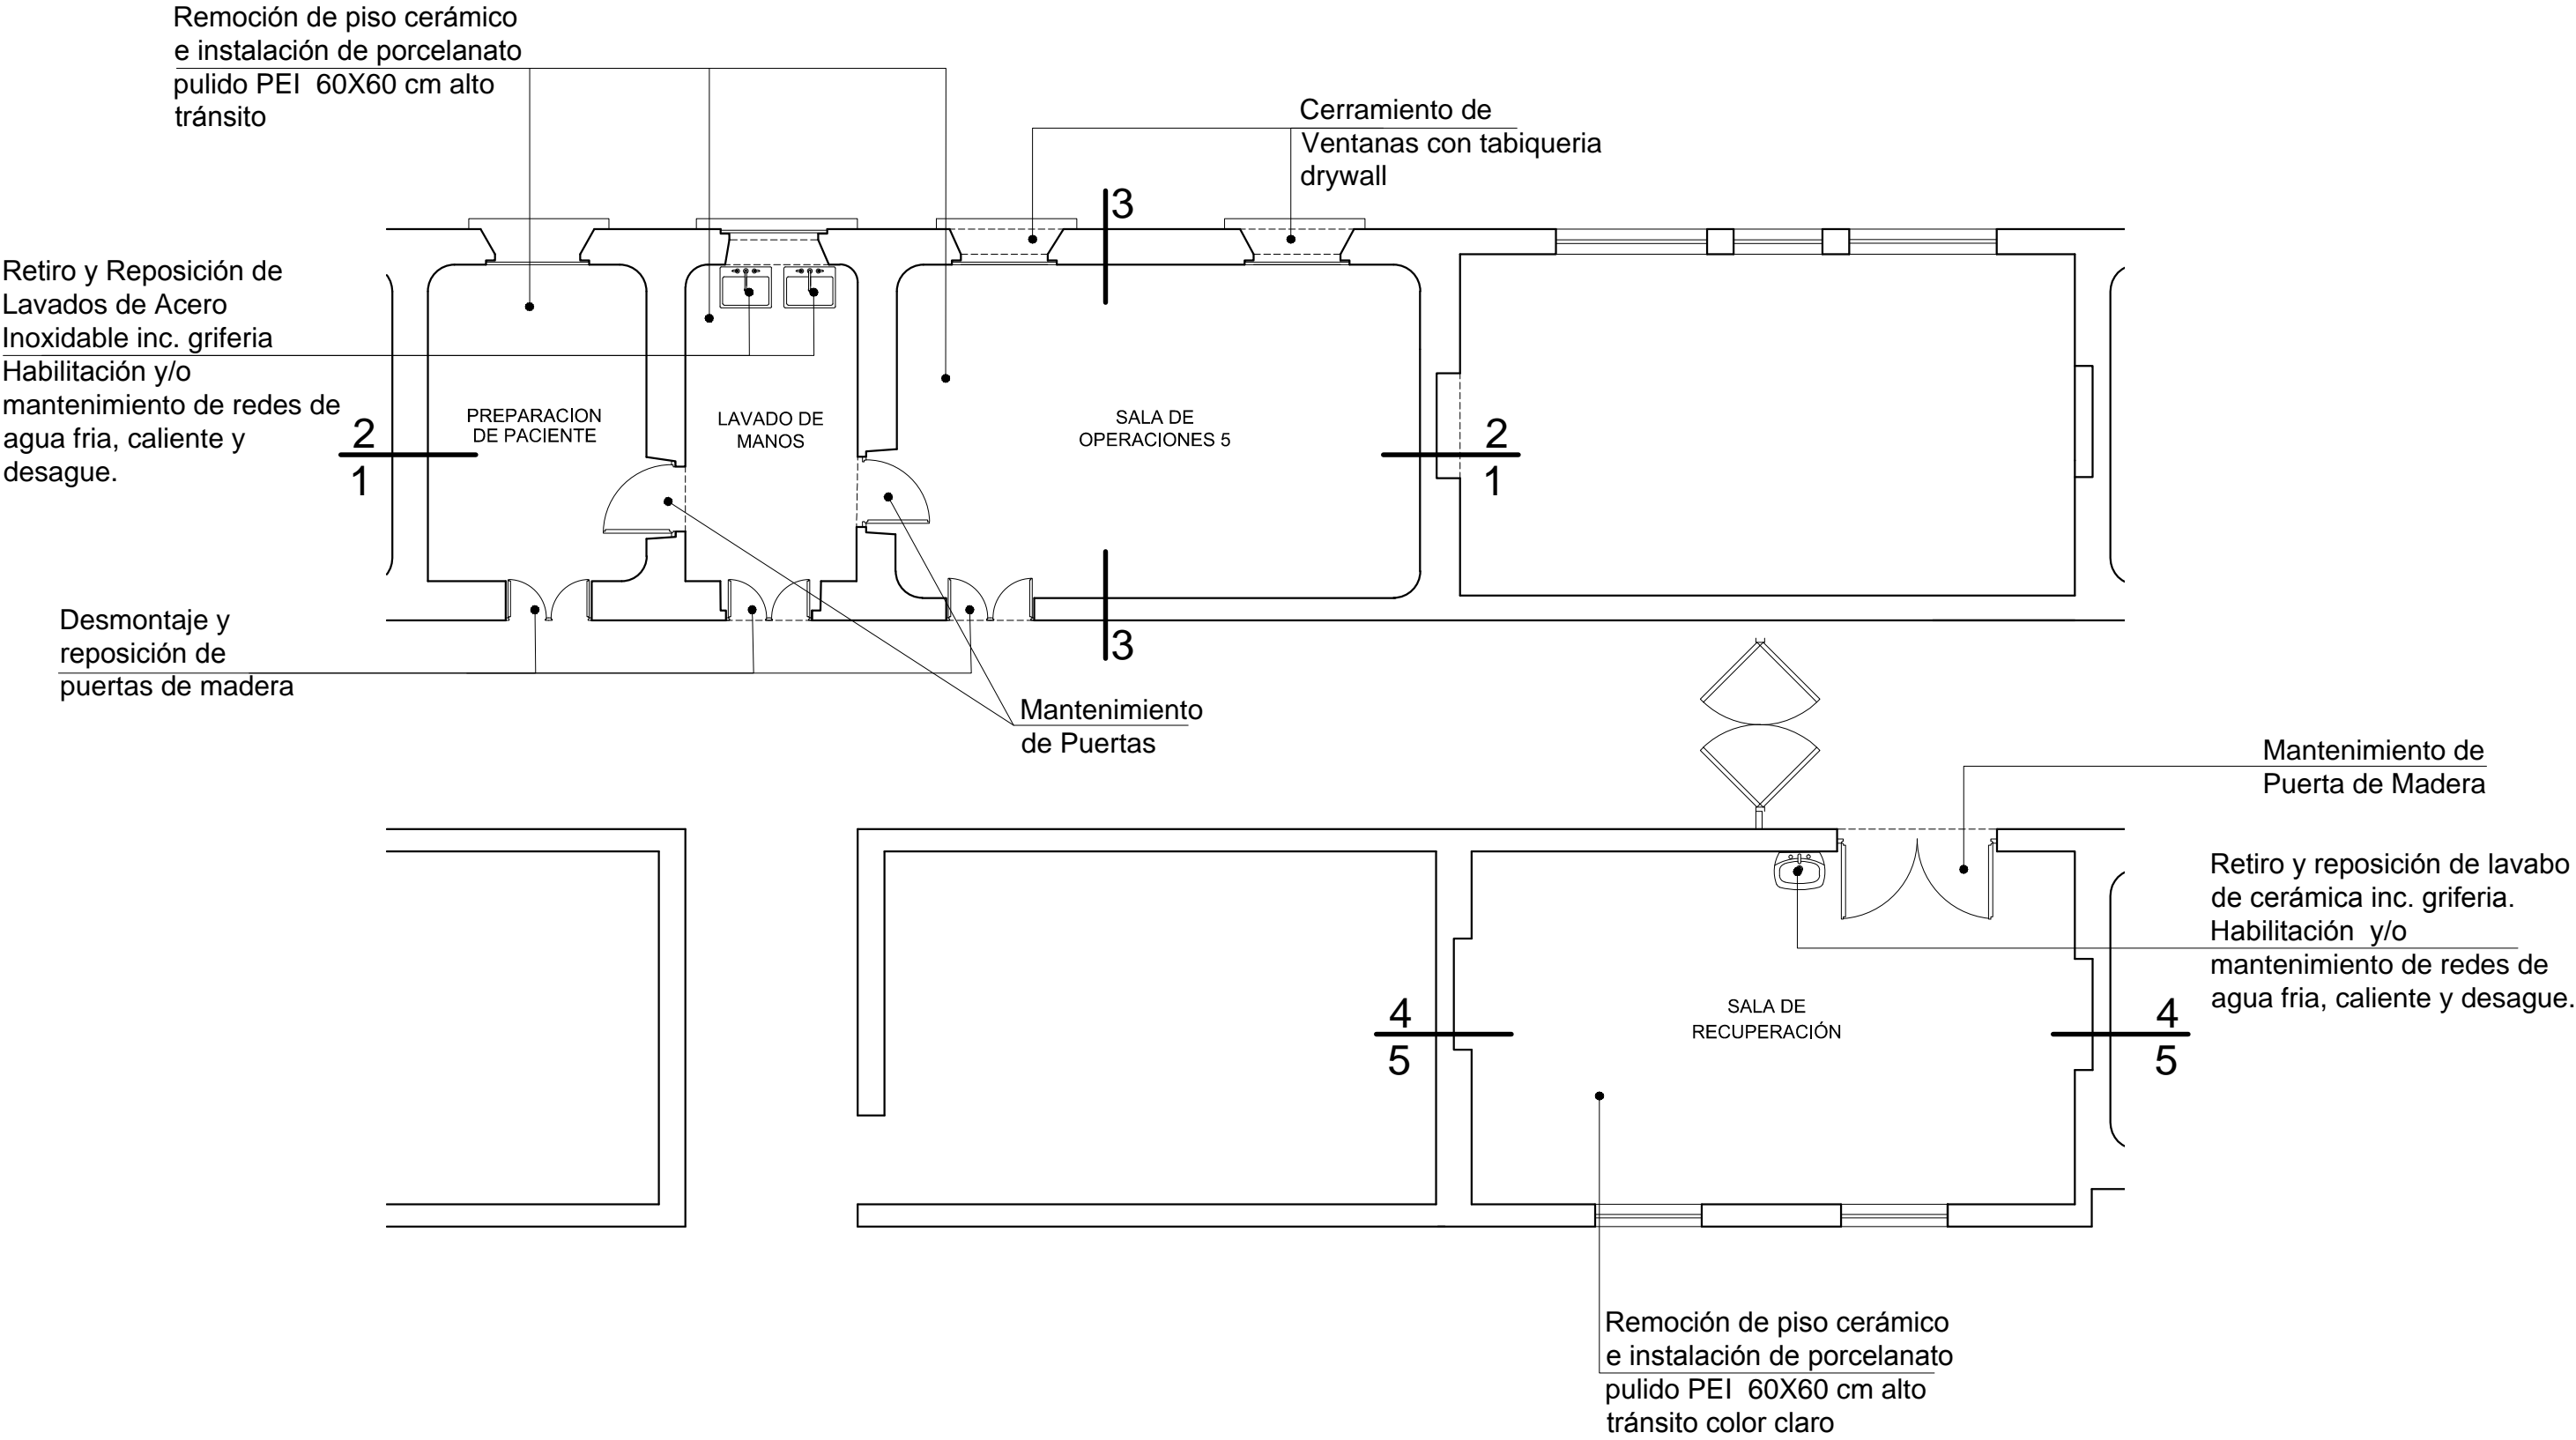 Remoción de piso cerámico
e instalación de porcelanato
pulido PEI  60X60 cm alto
tránsito
Cerramiento de
Ventanas con tabiqueria
drywall
3
Retiro y Reposición de
Lavados de Acero
Inoxidable inc. griferia
Habilitación y/o
mantenimiento de redes de
agua fria, caliente y
desague.
2
1
PREPARACION
DE PACIENTE
LAVADO DE
MANOS
SALA DE
OPERACIONES 5
2
1
Desmontaje y
reposición de
puertas de madera
3
Mantenimiento
de Puertas
Mantenimiento de
Puerta de Madera
Retiro y reposición de lavabo
de cerámica inc. griferia.
Habilitación  y/o
mantenimiento de redes de
agua fria, caliente y desague.
4
5
SALA DE
RECUPERACIÓN
4
5
Remoción de piso cerámico
e instalación de porcelanato
pulido PEI  60X60 cm alto
tránsito color claro